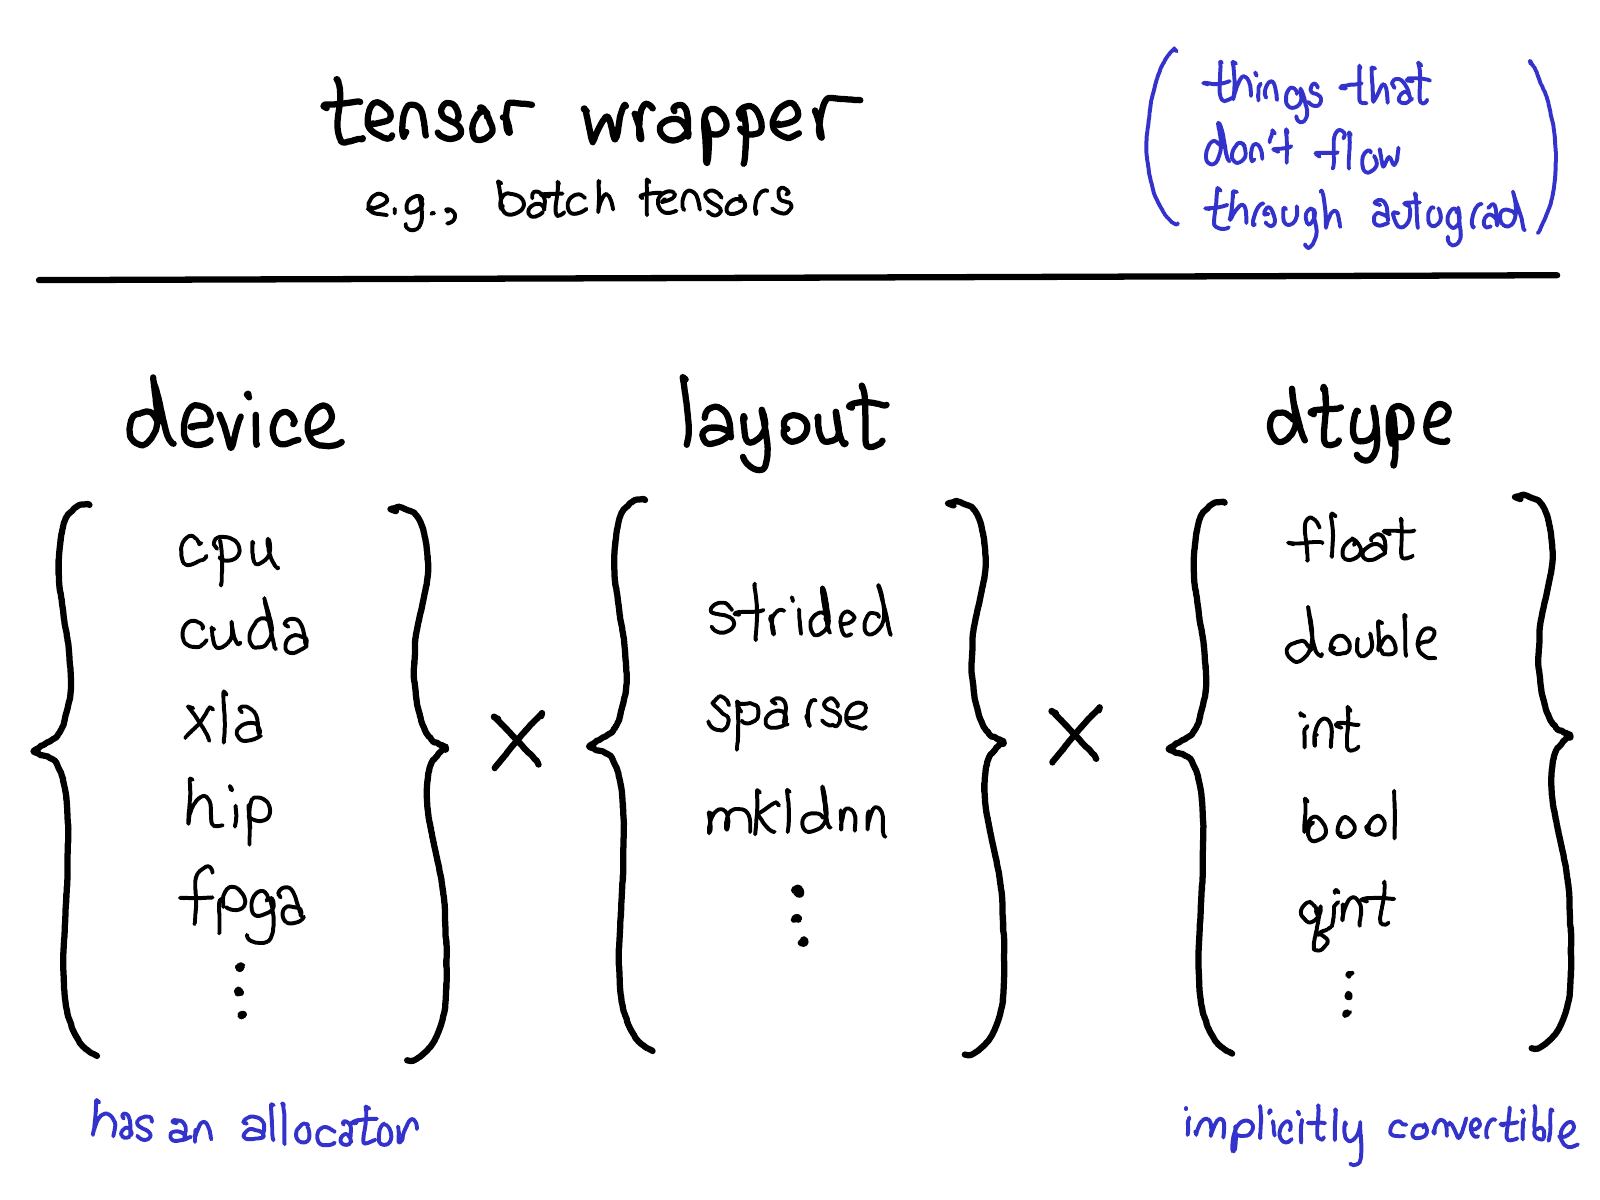 tensor wrapper
e.g., batch tensors
(things that
don't flow
through autograd)
device
{ cpu
cuda
xla
hip
fpga
⋮ }
has an allocator
×
layout
{ strided
sparse
mkldnn
⋮ }
×
dtype
{ float
double
int
bool
qint
⋮ }
implicitly convertible